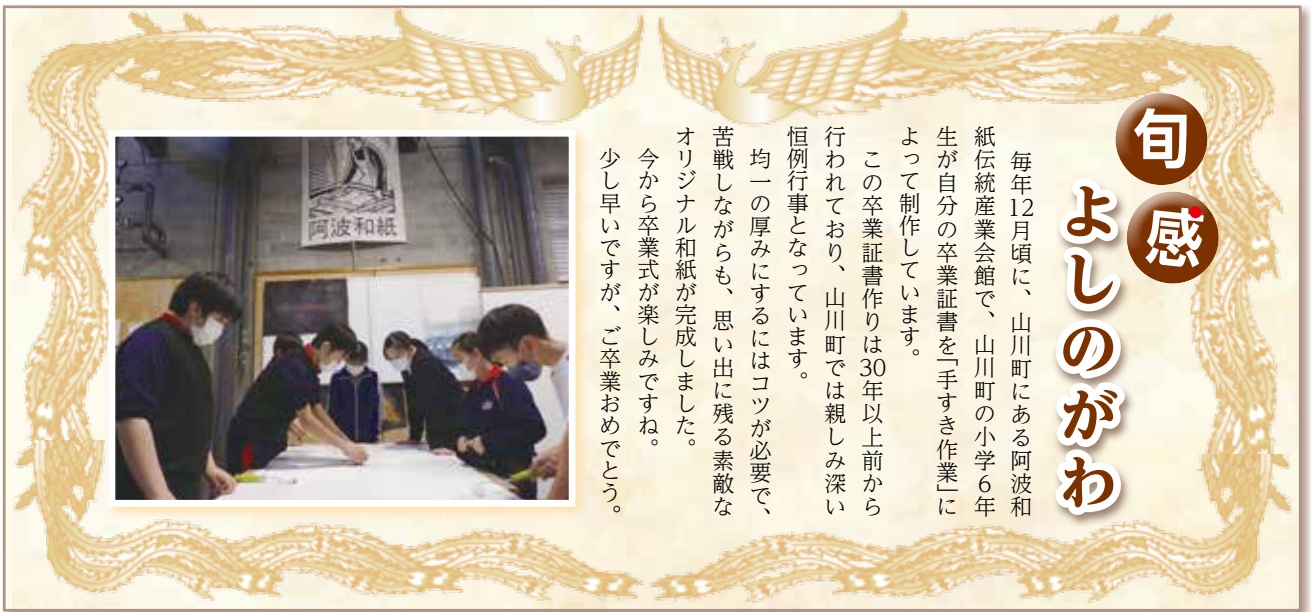 旬感
よしのがわ
毎年12月頃に、山川町にある阿波和
紙伝統産業会館で、山川町の小学6年
生が自分の卒業証書を「手すき作業」に
よって制作しています。
この卒業証書作りは30年以上前から
行われており、山川町では親しみ深い
恒例行事となっています。
均一の厚みにするにはコツが必要で、
苦戦しながらも、思い出に残る素敵な
オリジナル和紙が完成しました。
今から卒業式が楽しみですね。
少し早いですが、ご卒業おめでとう。
阿波和紙